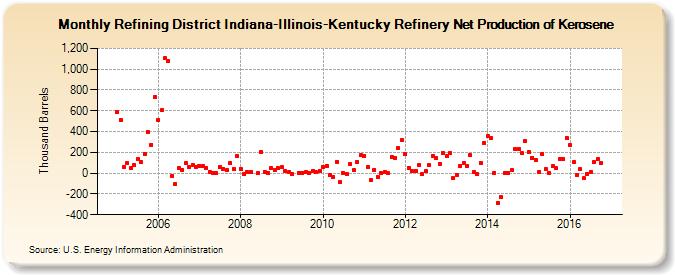 Monthly Refining District Indiana-Illinois-Kentucky Refinery Net Production of Kerosene
Thousand Barrels
1,200
1,000
800
600
400
200
0
-200
-400
2006 2008 2010 2012 2014 2016
Source: U.S. Energy Information Administration